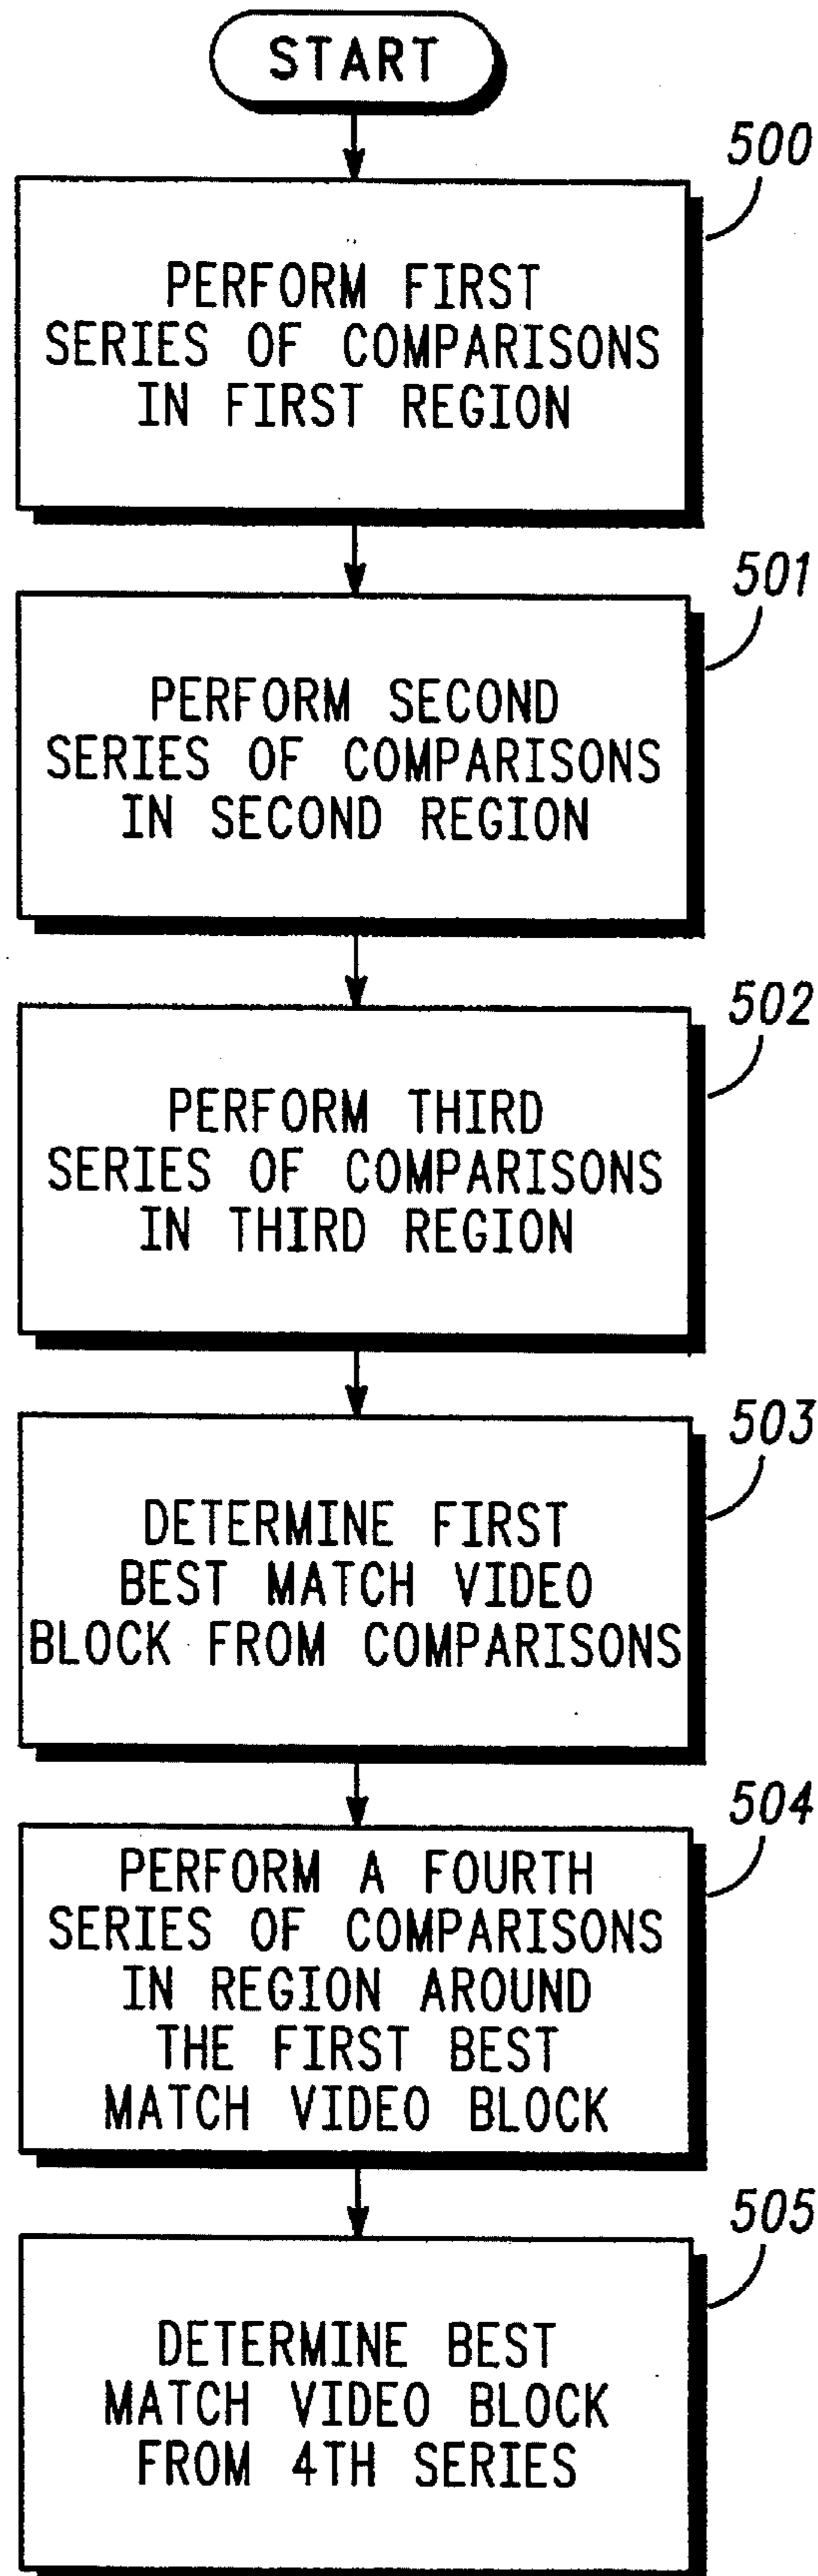 START
500
PERFORM FIRST
SERIES OF COMPARISONS
IN FIRST REGION
501
PERFORM SECOND
SERIES OF COMPARISONS
IN SECOND REGION
502
PERFORM THIRD
SERIES OF COMPARISONS
IN THIRD REGION
503
DETERMINE FIRST
BEST MATCH VIDEO
BLOCK FROM COMPARISONS
504
PERFORM A FOURTH
SERIES OF COMPARISONS
IN REGION AROUND
THE FIRST BEST
MATCH VIDEO BLOCK
505
DETERMINE BEST
MATCH VIDEO BLOCK
FROM 4TH SERIES